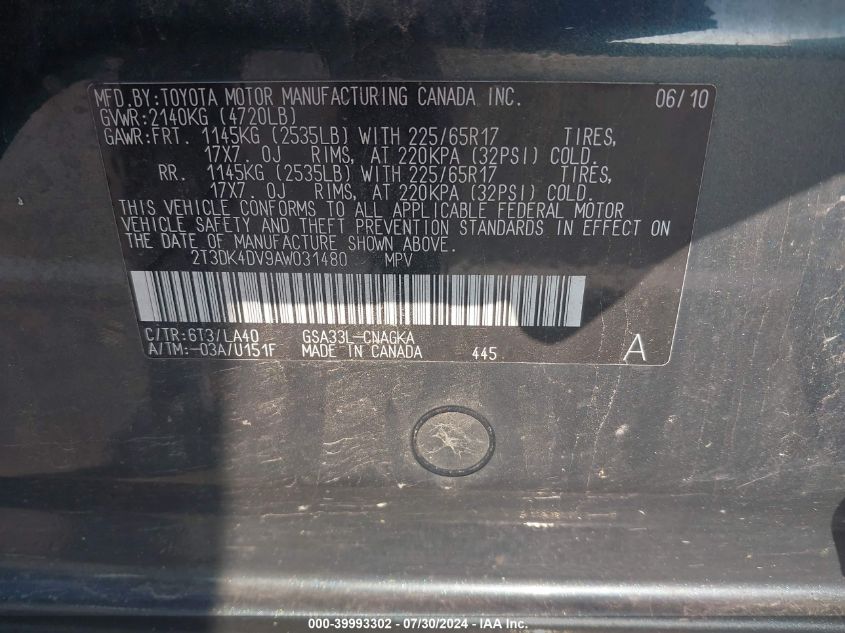 MFD.BY:TOYOTA MOTOR MANUFACTURING CANADA INC. 06/10
GVWR:2140KG (4720LB)
GAWR:FRT. 1145KG (2535LB) WITH 225/65R17 TIRES,
17X7. 0J RIMS, AT 220KPA (32PSI) COLD.
RR. 1145KG (2535LB) WITH 225/65R17 TIRES,
17X7. 0J RIMS, AT 220KPA (32PSI) COLD.
THIS VEHICLE CONFORMS TO ALL APPLICABLE FEDERAL MOTOR
VEHICLE SAFETY AND THEFT PREVENTION STANDARDS IN EFFECT ON
THE DATE OF MANUFACTURE SHOWN ABOVE.
2T3DK4DV9AW031480 MPV
C/TR:6T3/LA40 GSA33L-CNAGKA
A/TM:-03A/U151F MADE IN CANADA 445 A
000-39993302 - 07/30/2024 - IAA Inc.